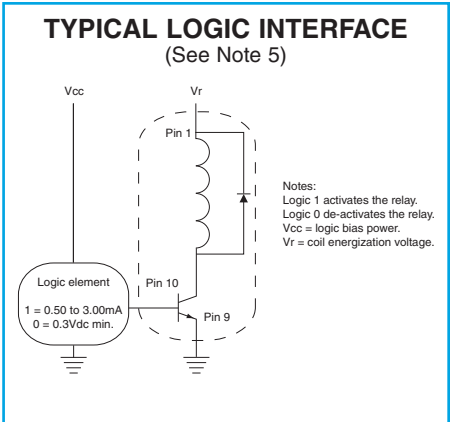 TYPICAL LOGIC INTERFACE
(See Note 5)
Vcc
Vr
Pin 1
Notes:
Logic 1 activates the relay.
Logic 0 de-activates the relay.
Vcc = logic bias power.
Vr = coil energization voltage.
Logic element
1 = 0.50 to 3.00mA
0 = 0.3Vdc min.
Pin 10
Pin 9